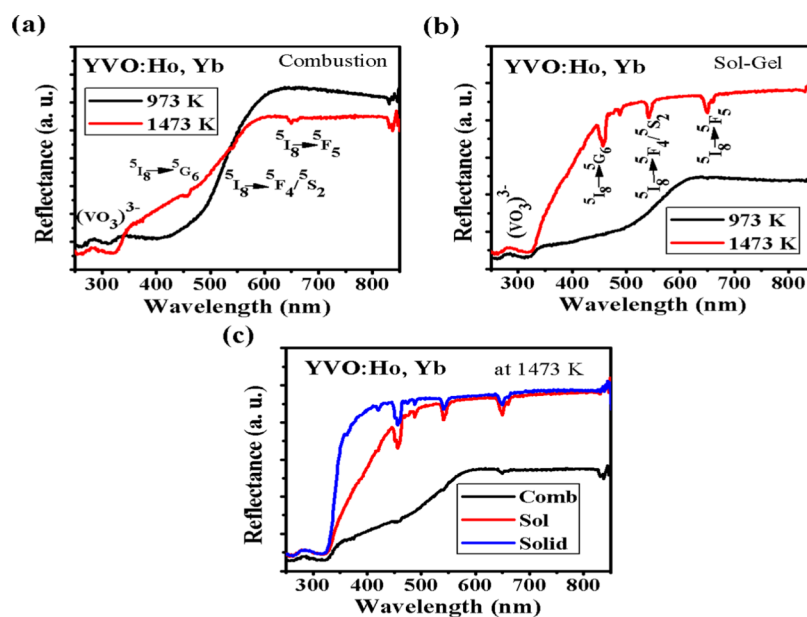 (a)
YVO:Ho, Yb
Combustion
973 K
1473 K
⁵I₈→⁵G₆
⁵I₈→⁵F₅
⁵I₈→⁵F₄/⁵S₂
(VO₃)³⁻
Reflectance (a. u.)
300 400 500 600 700 800
Wavelength (nm)
(b)
YVO:Ho, Yb
Sol-Gel
(VO₃)³⁻
⁵I₈→⁵G₆
⁵I₈→⁵F₄/⁵S₂
⁵I₈→⁵F₅
973 K
1473 K
Reflectance (a. u.)
300 400 500 600 700 800
Wavelength (nm)
(c)
YVO:Ho, Yb
at 1473 K
Comb
Sol
Solid
Reflectance (a. u.)
300 400 500 600 700 800
Wavelength (nm)